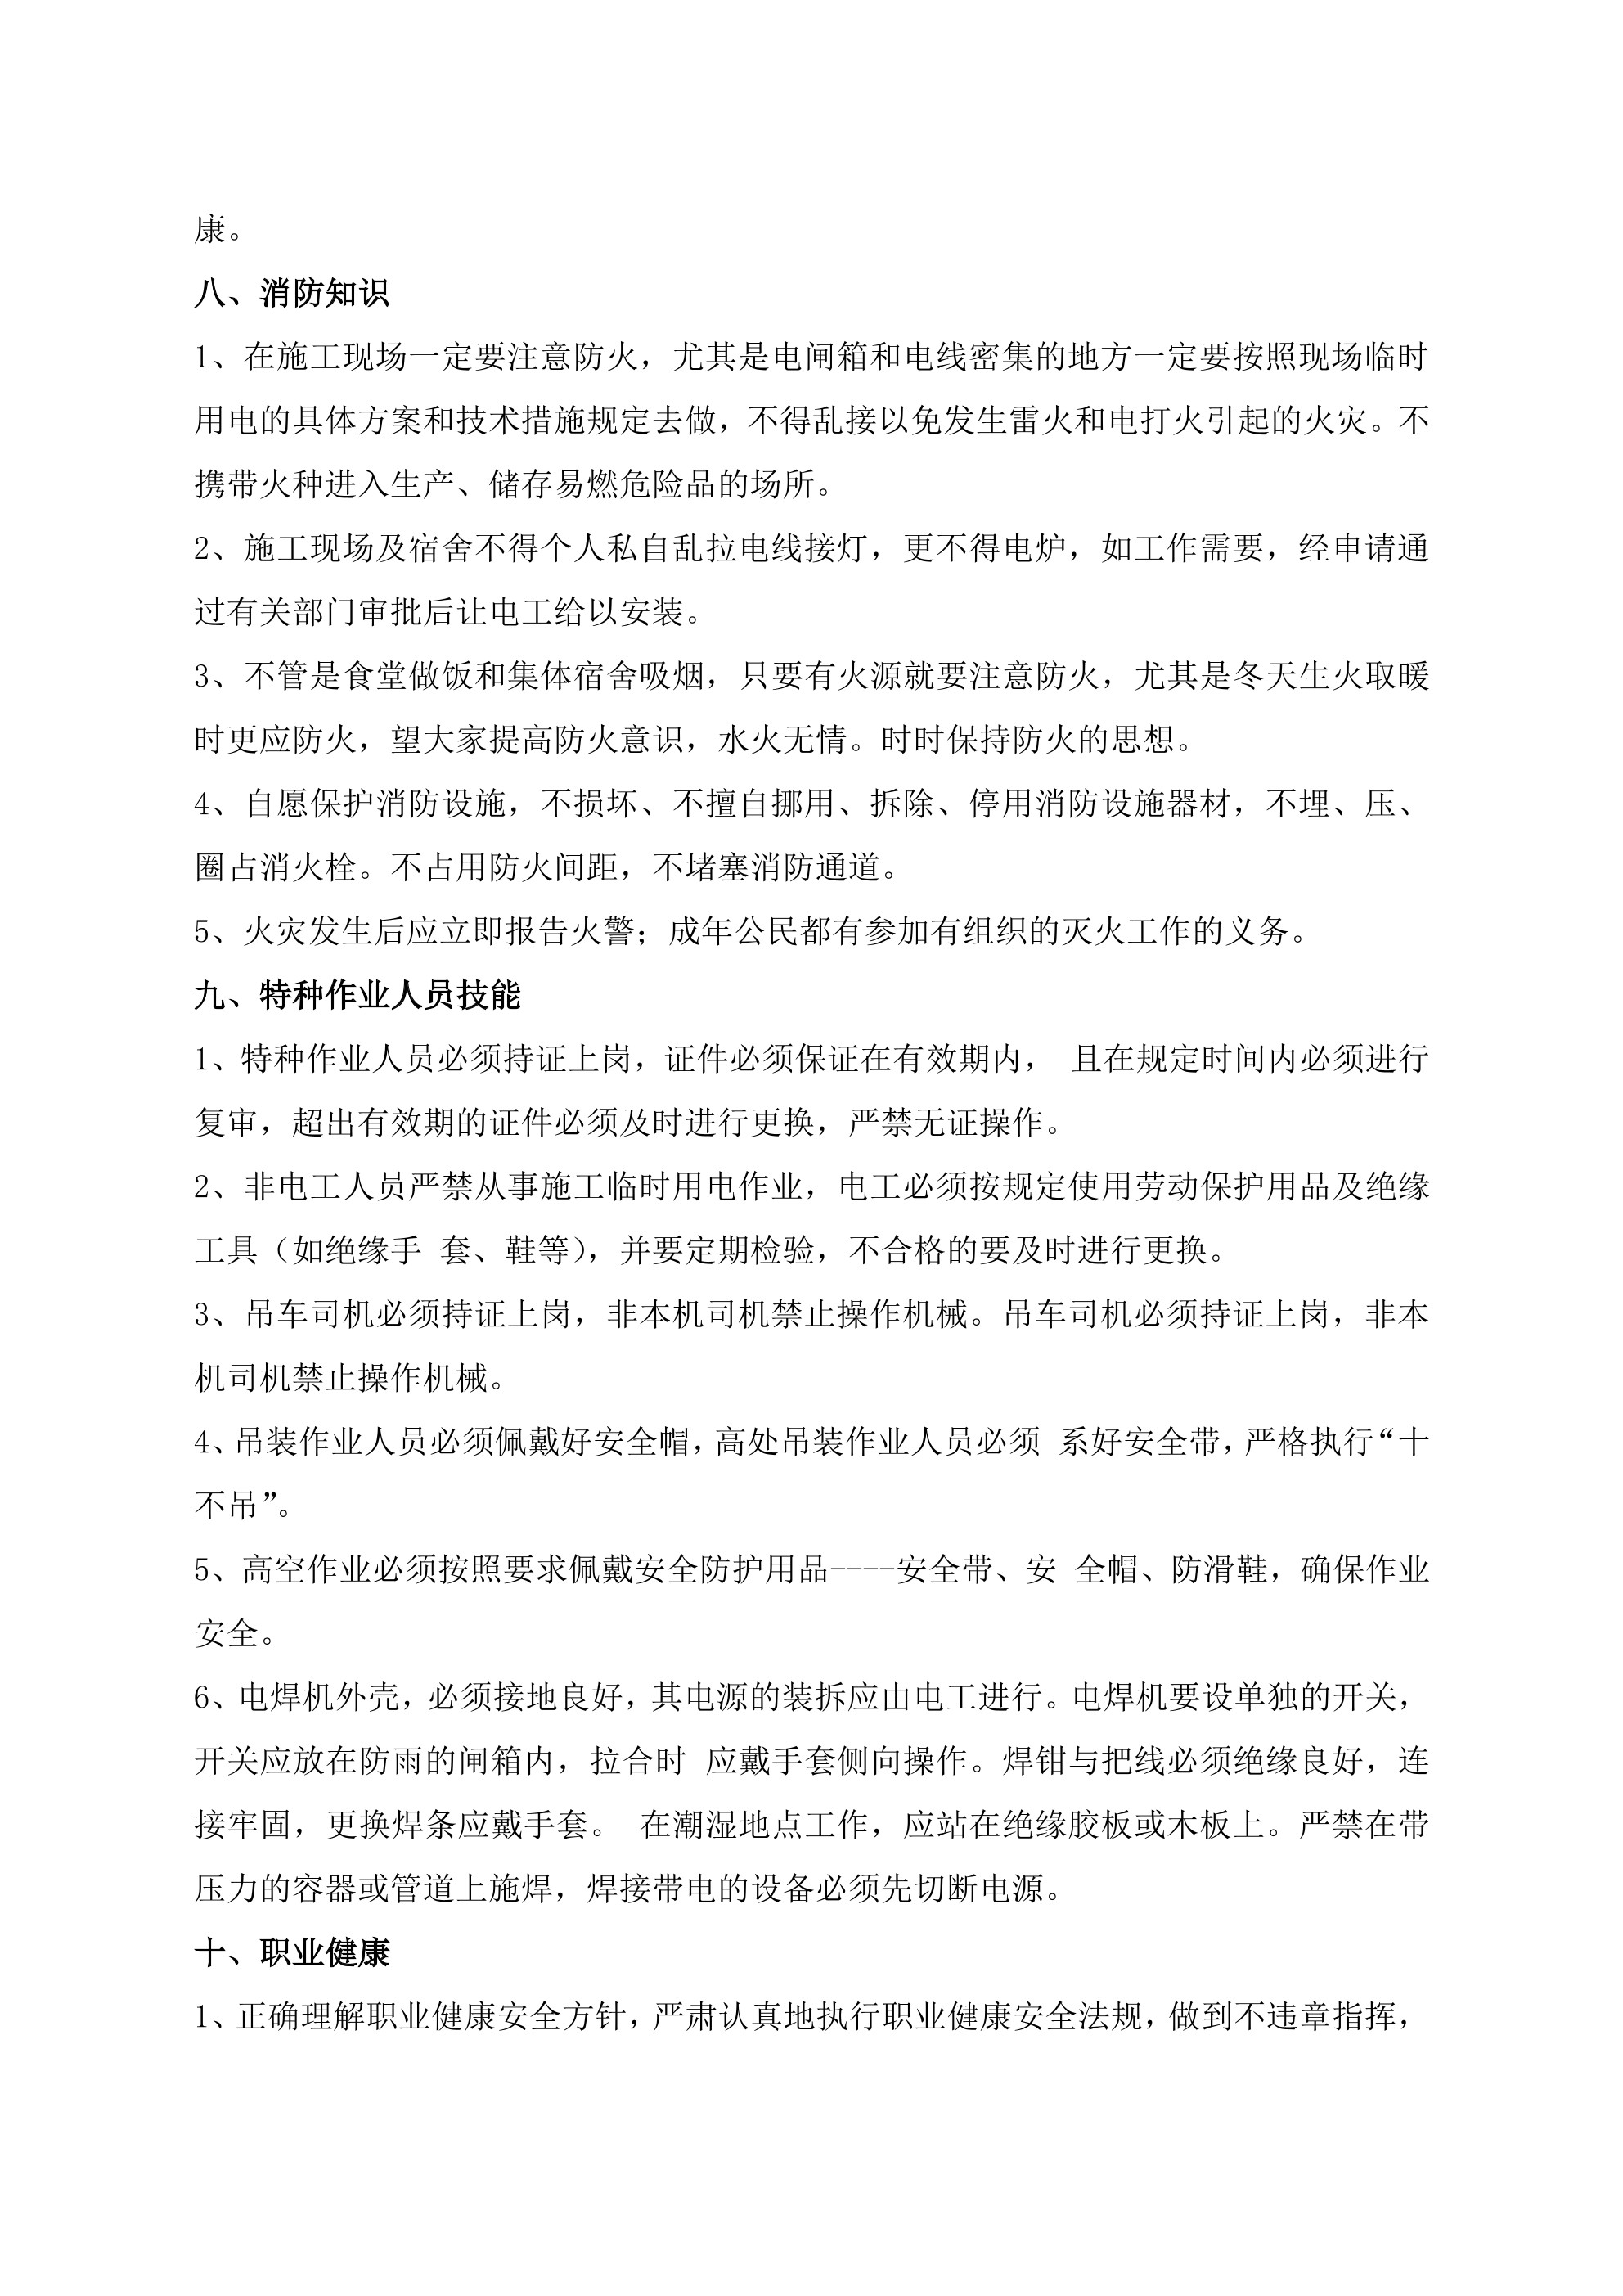 康。
八、消防知识
1、在施工现场一定要注意防火，尤其是电闸箱和电线密集的地方一定要按照现场临时
用电的具体方案和技术措施规定去做，不得乱接以免发生雷火和电打火引起的火灾。不
携带火种进入生产、储存易燃危险品的场所。
2、施工现场及宿舍不得个人私自乱拉电线接灯，更不得电炉，如工作需要，经申请通
过有关部门审批后让电工给以安装。
3、不管是食堂做饭和集体宿舍吸烟，只要有火源就要注意防火，尤其是冬天生火取暖
时更应防火，望大家提高防火意识，水火无情。时时保持防火的思想。
4、自愿保护消防设施，不损坏、不擅自挪用、拆除、停用消防设施器材，不埋、压、
圈占消火栓。不占用防火间距，不堵塞消防通道。
5、火灾发生后应立即报告火警；成年公民都有参加有组织的灭火工作的义务。
九、特种作业人员技能
1、特种作业人员必须持证上岗，证件必须保证在有效期内， 且在规定时间内必须进行
复审，超出有效期的证件必须及时进行更换，严禁无证操作。
2、非电工人员严禁从事施工临时用电作业，电工必须按规定使用劳动保护用品及绝缘
工具（如绝缘手 套、鞋等），并要定期检验，不合格的要及时进行更换。
3、吊车司机必须持证上岗，非本机司机禁止操作机械。吊车司机必须持证上岗，非本
机司机禁止操作机械。
4、吊装作业人员必须佩戴好安全帽，高处吊装作业人员必须 系好安全带，严格执行“十
不吊”。
5、高空作业必须按照要求佩戴安全防护用品----安全带、安 全帽、防滑鞋，确保作业
安全。
6、电焊机外壳，必须接地良好，其电源的装拆应由电工进行。电焊机要设单独的开关，
开关应放在防雨的闸箱内，拉合时 应戴手套侧向操作。焊钳与把线必须绝缘良好，连
接牢固，更换焊条应戴手套。 在潮湿地点工作，应站在绝缘胶板或木板上。严禁在带
压力的容器或管道上施焊，焊接带电的设备必须先切断电源。
十、职业健康
1、正确理解职业健康安全方针，严肃认真地执行职业健康安全法规，做到不违章指挥，